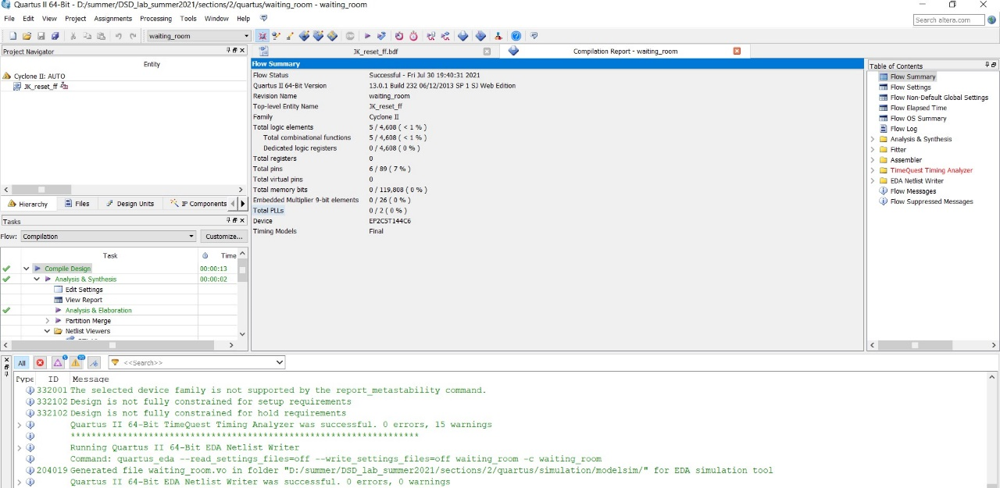 Quartus II 64-Bit - D:/summer/DSD_lab_summer2021/sections/2/quartus/waiting_room - waiting_room
File Edit View Project Assignments Processing Tools Window Help
Search altera.com
waiting_room
Project Navigator
Entity
Cyclone II: AUTO
JK_reset_ff
Hierarchy Files Design Units IP Components
Tasks
Flow: Compilation Customize...
Task Time
Compile Design 00:00:13
Analysis & Synthesis 00:00:02
Edit Settings
View Report
Analysis & Elaboration
Partition Merge
Netlist Viewers
JK_reset_ff.bdf Compilation Report - waiting_room
Flow Summary
Flow Status Successful - Fri Jul 30 19:40:31 2021
Quartus II 64-Bit Version 13.0.1 Build 232 06/12/2013 SP 1 SJ Web Edition
Revision Name waiting_room
Top-level Entity Name JK_reset_ff
Family Cyclone II
Total logic elements 5 / 4,608 ( < 1 % )
Total combinational functions 5 / 4,608 ( < 1 % )
Dedicated logic registers 0 / 4,608 ( 0 % )
Total registers 0
Total pins 6 / 89 ( 7 % )
Total virtual pins 0
Total memory bits 0 / 119,808 ( 0 % )
Embedded Multiplier 9-bit elements 0 / 26 ( 0 % )
Total PLLs 0 / 2 ( 0 % )
Device EP2C5T144C6
Timing Models Final
Table of Contents
Flow Summary
Flow Settings
Flow Non-Default Global Settings
Flow Elapsed Time
Flow OS Summary
Flow Log
Analysis & Synthesis
Fitter
Assembler
TimeQuest Timing Analyzer
EDA Netlist Writer
Flow Messages
Flow Suppressed Messages
All <<Search>>
Type ID Message
332001 The selected device family is not supported by the report_metastability command.
332102 Design is not fully constrained for setup requirements
332102 Design is not fully constrained for hold requirements
Quartus II 64-Bit TimeQuest Timing Analyzer was successful. 0 errors, 15 warnings
*******************************************************************
Running Quartus II 64-Bit EDA Netlist Writer
Command: quartus_eda --read_settings_files=off --write_settings_files=off waiting_room -c waiting_room
204019 Generated file waiting_room.vo in folder "D:/summer/DSD_lab_summer2021/sections/2/quartus/simulation/modelsim/" for EDA simulation tool
Quartus II 64-Bit EDA Netlist Writer was successful. 0 errors, 0 warnings